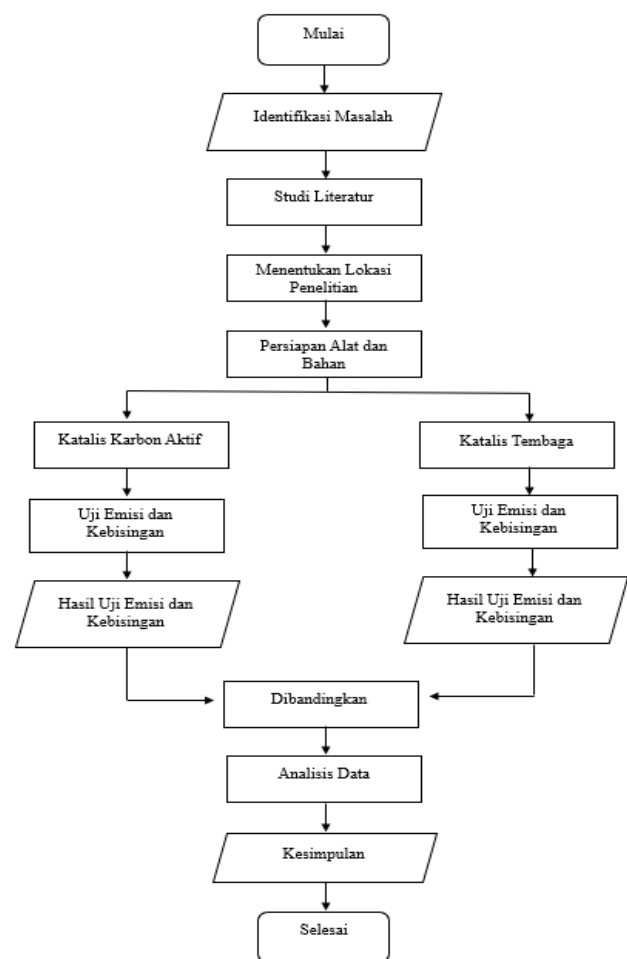 Mulai
Identifikasi Masalah
Studi Literatur
Menentukan Lokasi
Penelitian
Persiapan Alat dan
Bahan
Katalis Karbon Aktif
Uji Emisi dan
Kebisingan
Hasil Uji Emisi dan
Kebisingan
Katalis Tembaga
Uji Emisi dan
Kebisingan
Hasil Uji Emisi dan
Kebisingan
Dibandingkan
Analisis Data
Kesimpulan
Selesai